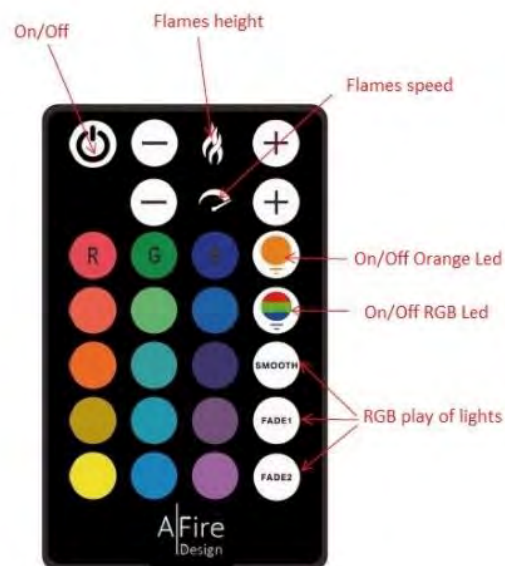 Flames height
On/Off
Flames speed
R G B
On/Off Orange Led
On/Off RGB Led
SMOOTH
FADE1
RGB play of lights
FADE2
A|Fire
Design